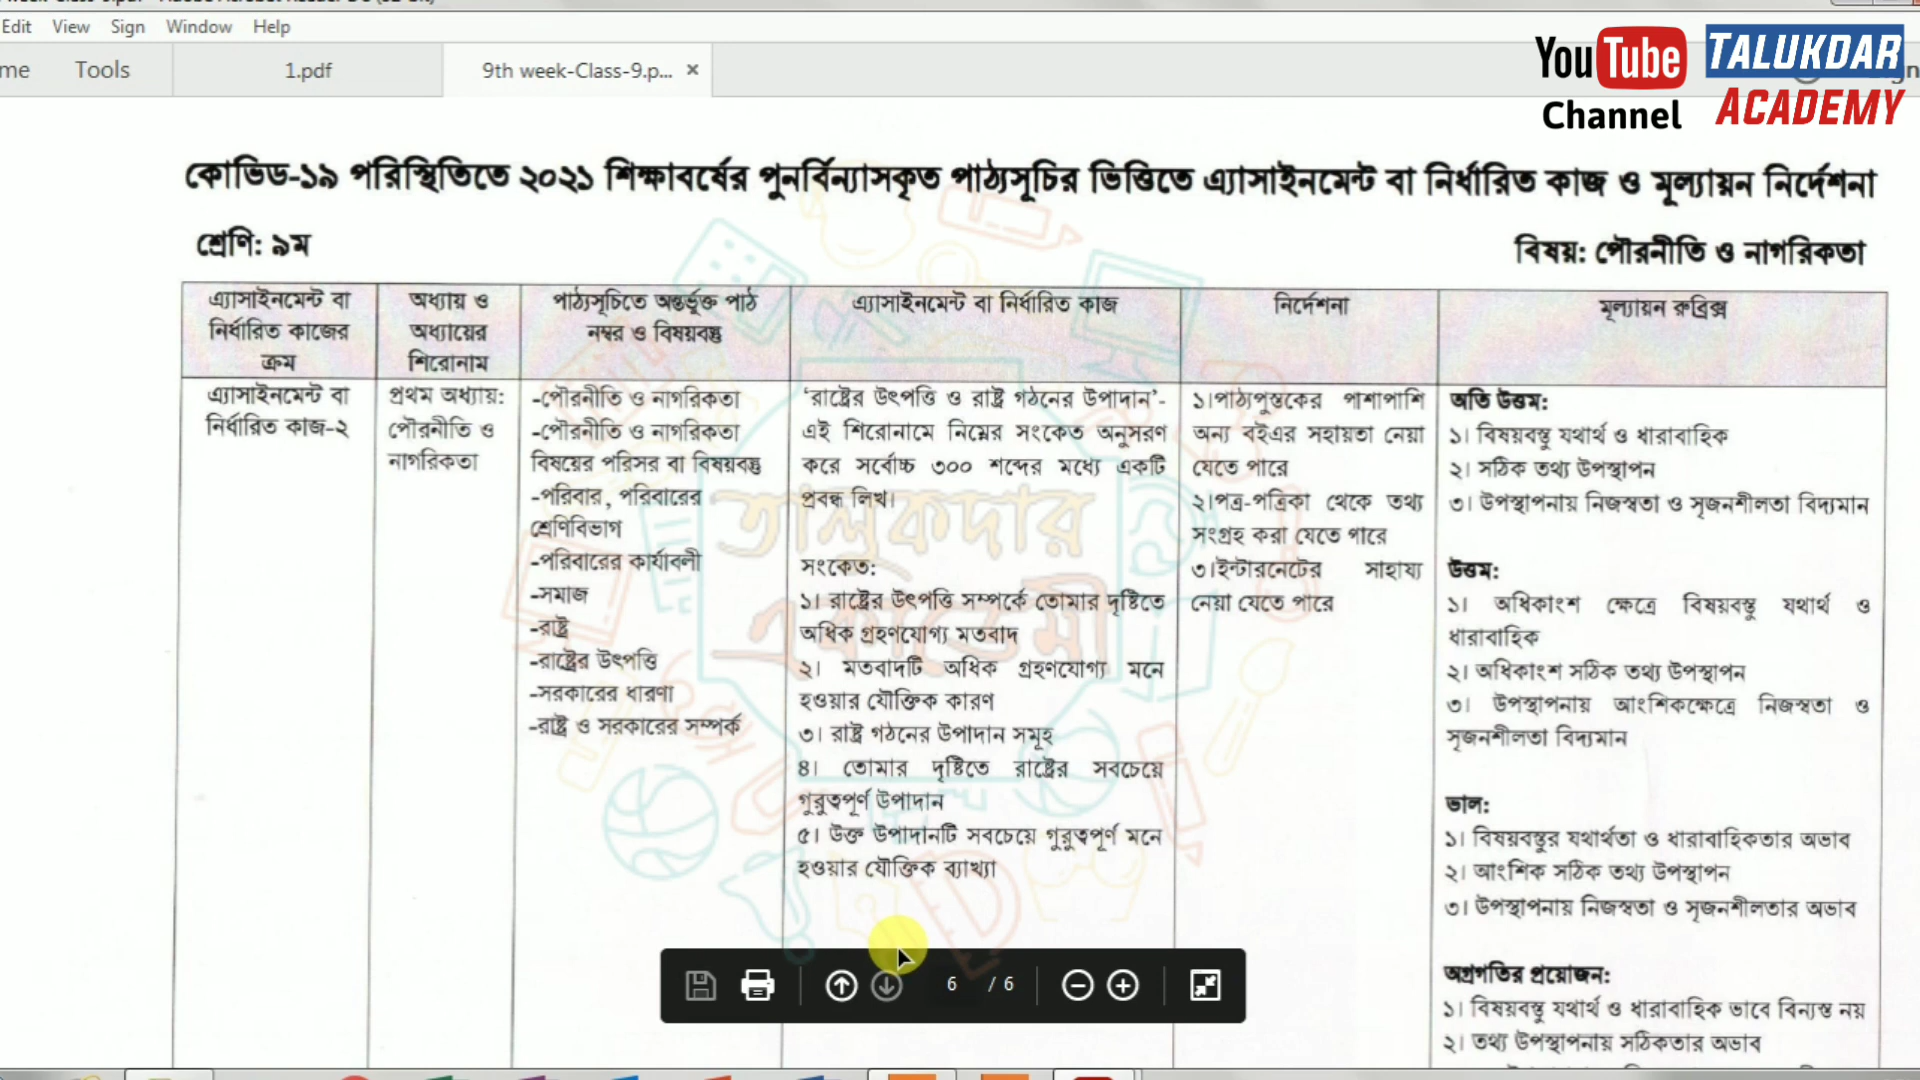 Edit View Sign Window Help
Tools
1.pdf
9th week-Class-9.p... ×
YouTube Channel
TALUKDAR ACADEMY
কোভিড-১৯ পরিস্থিতিতে ২০২১ শিক্ষাবর্ষের পুনর্বিন্যাসকৃত পাঠ্যসূচির ভিত্তিতে এ্যাসাইনমেন্ট বা নির্ধারিত কাজ ও মূল্যায়ন নির্দেশনা
শ্রেণি: ৯ম
বিষয়: পৌরনীতি ও নাগরিকতা
এ্যাসাইনমেন্ট বা
নির্ধারিত কাজের
ক্রম
অধ্যায় ও
অধ্যায়ের
শিরোনাম
পাঠ্যসূচিতে অন্তর্ভূক্ত পাঠ
নম্বর ও বিষয়বস্তু
এ্যাসাইনমেন্ট বা নির্ধারিত কাজ
নির্দেশনা
মূল্যায়ন রুব্রিক্স
এ্যাসাইনমেন্ট বা
নির্ধারিত কাজ-২
প্রথম অধ্যায়:
পৌরনীতি ও
নাগরিকতা
-পৌরনীতি ও নাগরিকতা
-পৌরনীতি ও নাগরিকতা
বিষয়ের পরিসর বা বিষয়বস্তু
-পরিবার, পরিবারের
শ্রেণিবিভাগ
-পরিবারের কার্যাবলী
-সমাজ
-রাষ্ট্র
-রাষ্ট্রের উৎপত্তি
-সরকারের ধারণা
-রাষ্ট্র ও সরকারের সম্পর্ক
‘রাষ্ট্রের উৎপত্তি ও রাষ্ট্র গঠনের উপাদান’-
এই শিরোনামে নিম্নের সংকেত অনুসরণ
করে সর্বোচ্চ ৩০০ শব্দের মধ্যে একটি
প্রবন্ধ লিখ।
সংকেত:
১। রাষ্ট্রের উৎপত্তি সম্পর্কে তোমার দৃষ্টিতে
অধিক গ্রহণযোগ্য মতবাদ
২। মতবাদটি অধিক গ্রহণযোগ্য মনে
হওয়ার যৌক্তিক কারণ
৩। রাষ্ট্র গঠনের উপাদান সমূহ
৪। তোমার দৃষ্টিতে রাষ্ট্রের সবচেয়ে
গুরুত্বপূর্ণ উপাদান
৫। উক্ত উপাদানটি সবচেয়ে গুরুত্বপূর্ণ মনে
হওয়ার যৌক্তিক ব্যাখ্যা
১।পাঠ্যপুস্তকের পাশাপাশি
অন্য বইএর সহায়তা নেয়া
যেতে পারে
২।পত্র-পত্রিকা থেকে তথ্য
সংগ্রহ করা যেতে পারে
৩।ইন্টারনেটের সাহায্য
নেয়া যেতে পারে
অতি উত্তম:
১। বিষয়বস্তু যথার্থ ও ধারাবাহিক
২। সঠিক তথ্য উপস্থাপন
৩। উপস্থাপনায় নিজস্বতা ও সৃজনশীলতা বিদ্যমান
উত্তম:
১। অধিকাংশ ক্ষেত্রে বিষয়বস্তু যথার্থ ও
ধারাবাহিক
২। অধিকাংশ সঠিক তথ্য উপস্থাপন
৩। উপস্থাপনায় আংশিকক্ষেত্রে নিজস্বতা ও
সৃজনশীলতা বিদ্যমান
ভাল:
১। বিষয়বস্তুর যথার্থতা ও ধারাবাহিকতার অভাব
২। আংশিক সঠিক তথ্য উপস্থাপন
৩। উপস্থাপনায় নিজস্বতা ও সৃজনশীলতার অভাব
অগ্রগতির প্রয়োজন:
১। বিষয়বস্তু যথার্থ ও ধারাবাহিক ভাবে বিন্যস্ত নয়
২। তথ্য উপস্থাপনায় সঠিকতার অভাব
তালুকদার
একাডেমী
6 / 6